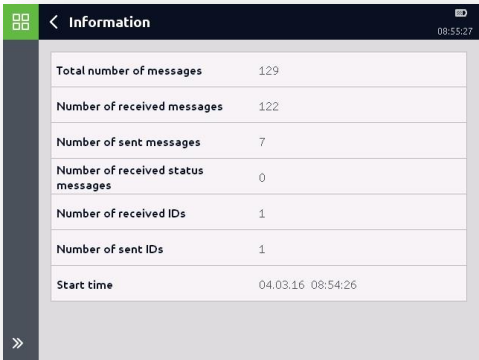 Information
08:55:27
Total number of messages 129
Number of received messages 122
Number of sent messages 7
Number of received status
messages 0
Number of received IDs 1
Number of sent IDs 1
Start time 04.03.16 08:54:26